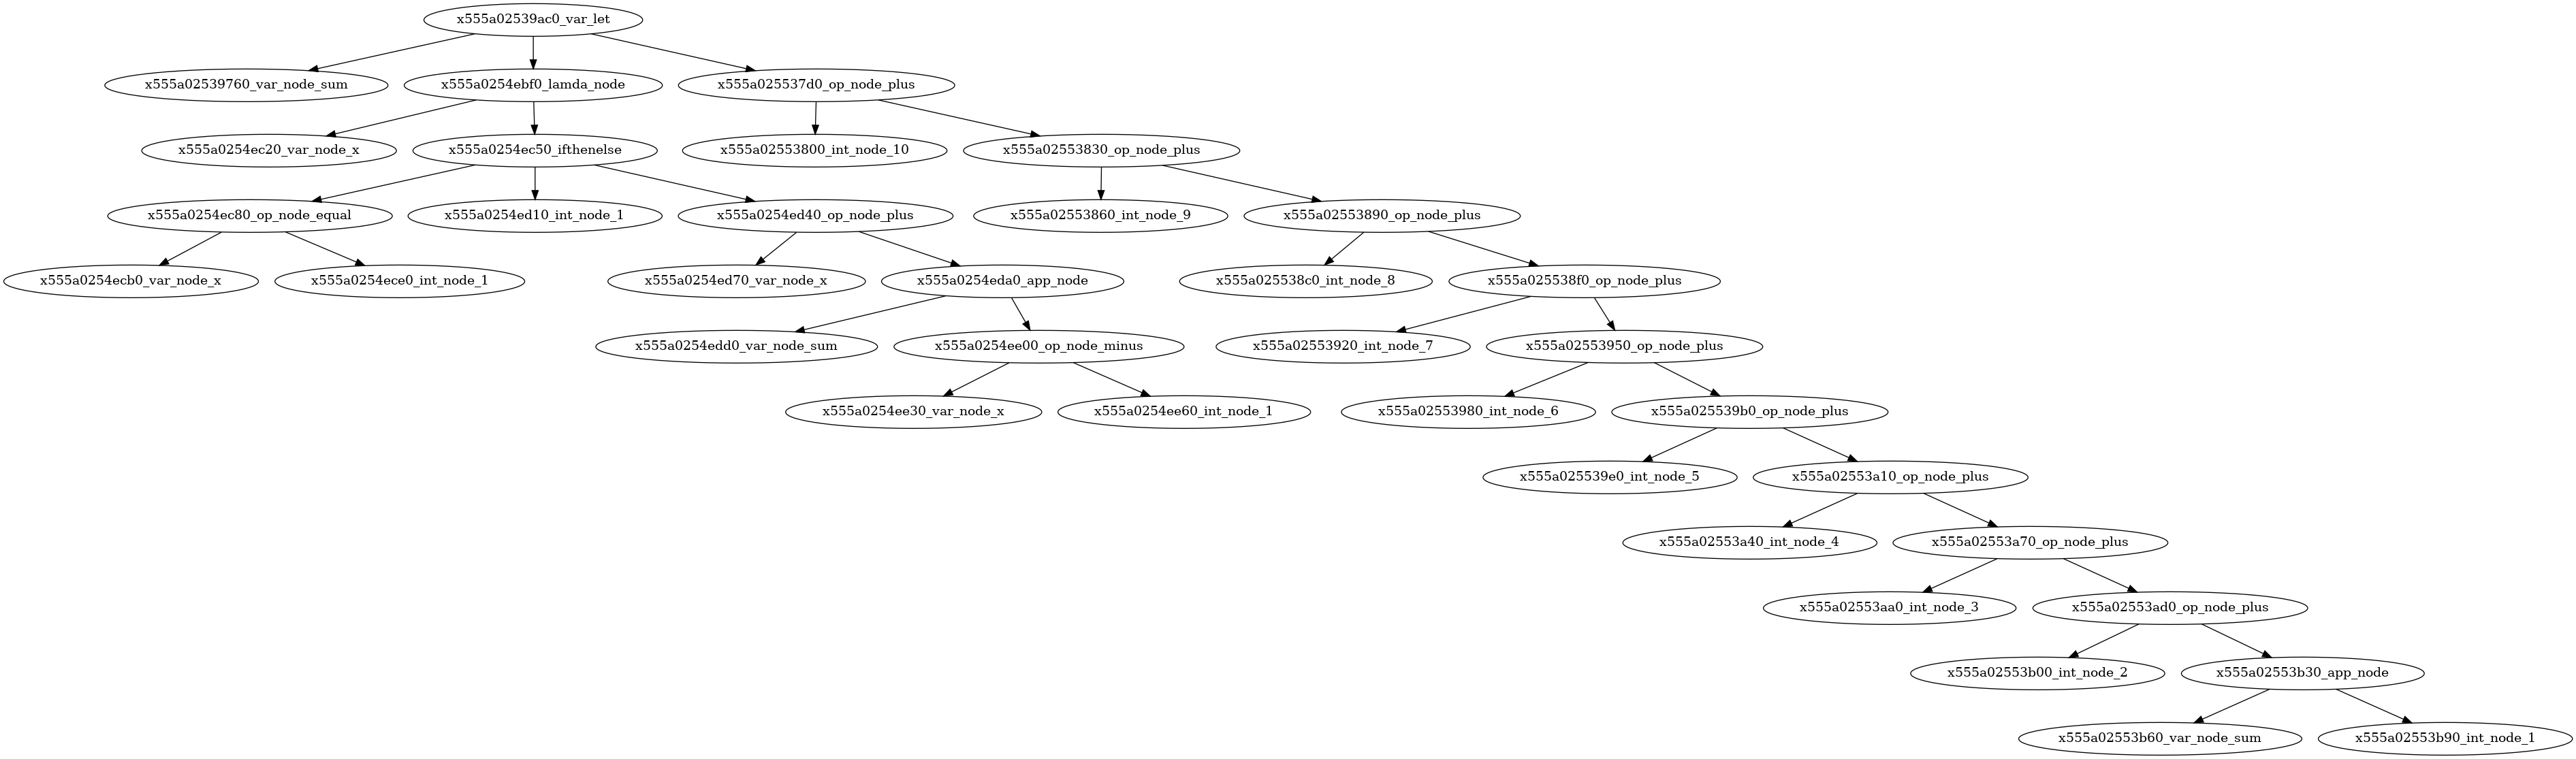 x555a02539ac0_var_let
x555a02539760_var_node_sum
x555a0254ebf0_lamda_node
x555a025537d0_op_node_plus
x555a0254ec20_var_node_x
x555a0254ec50_ifthenelse
x555a02553800_int_node_10
x555a02553830_op_node_plus
x555a0254ec80_op_node_equal
x555a0254ed10_int_node_1
x555a0254ed40_op_node_plus
x555a02553860_int_node_9
x555a02553890_op_node_plus
x555a0254ecb0_var_node_x
x555a0254ece0_int_node_1
x555a0254ed70_var_node_x
x555a0254eda0_app_node
x555a025538c0_int_node_8
x555a025538f0_op_node_plus
x555a0254edd0_var_node_sum
x555a0254ee00_op_node_minus
x555a02553920_int_node_7
x555a02553950_op_node_plus
x555a0254ee30_var_node_x
x555a0254ee60_int_node_1
x555a02553980_int_node_6
x555a025539b0_op_node_plus
x555a025539e0_int_node_5
x555a02553a10_op_node_plus
x555a02553a40_int_node_4
x555a02553a70_op_node_plus
x555a02553aa0_int_node_3
x555a02553ad0_op_node_plus
x555a02553b00_int_node_2
x555a02553b30_app_node
x555a02553b60_var_node_sum
x555a02553b90_int_node_1